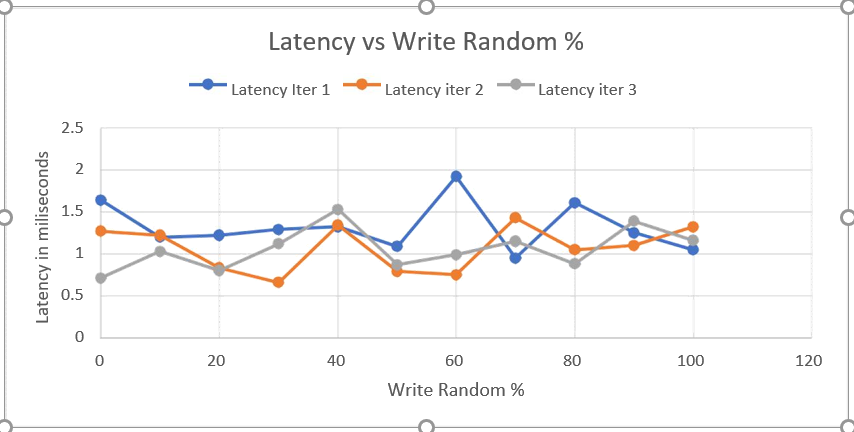 Latency vs Write Random %
Latency Iter 1 Latency iter 2 Latency iter 3
2.5
2
1.5
1
0.5
0
Latency in miliseconds
0 20 40 60 80 100 120
Write Random %